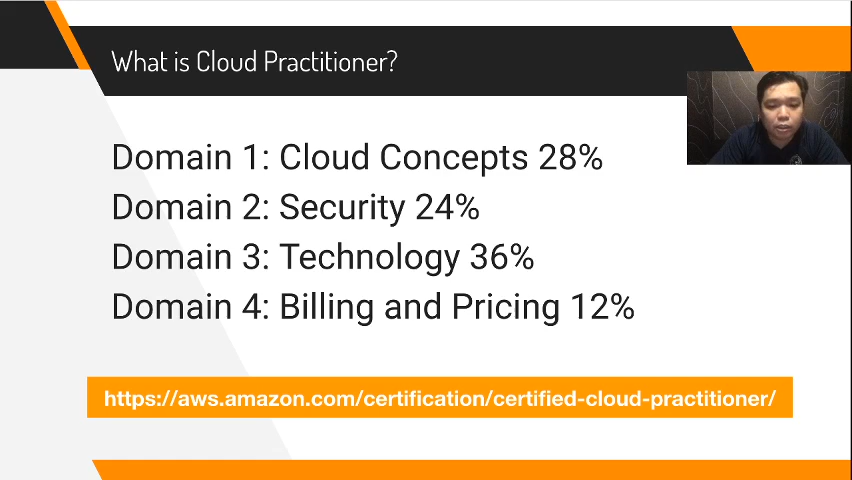 What is Cloud Practitioner?
Domain 1: Cloud Concepts 28%
Domain 2: Security 24%
Domain 3: Technology 36%
Domain 4: Billing and Pricing 12%
https://aws.amazon.com/certification/certified-cloud-practitioner/